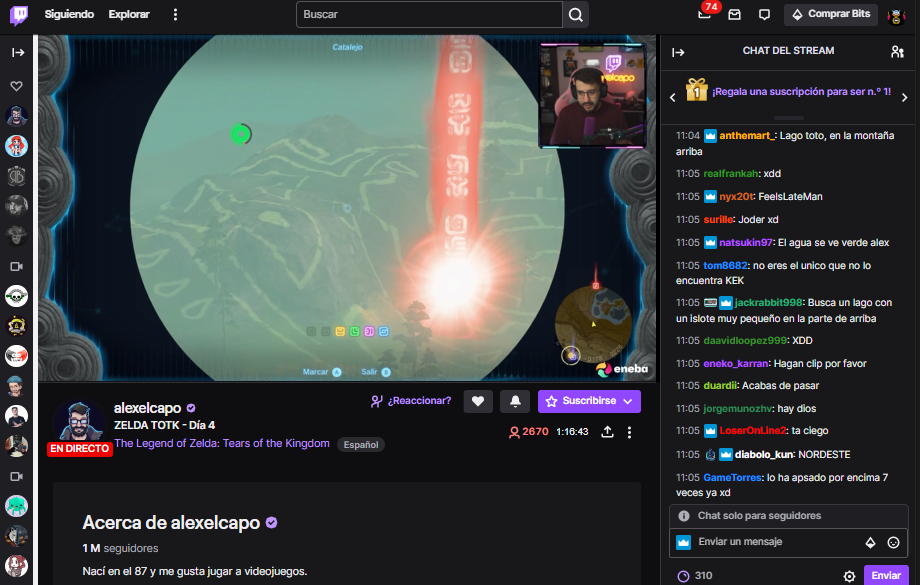 Siguiendo
Explorar
Buscar
74
Comprar Bits
Catalejo
Marcar A
Salir B
eneba
alexelcapo
ZELDA TOTK - Día 4
The Legend of Zelda: Tears of the Kingdom
Español
EN DIRECTO
¿Reaccionar?
Suscribirse
2670
1:16:43
Acerca de alexelcapo
1 M seguidores
Nací en el 87 y me gusta jugar a videojuegos.
CHAT DEL STREAM
1
¡Regala una suscripción para ser n.º 1!
11:04 anthemart_: Lago toto, en la montaña
arriba
11:05 realfrankah: xdd
11:05 nyx20t: FeelsLateMan
11:05 surille: Joder xd
11:05 natsukin97: El agua se ve verde alex
11:05 tom8682: no eres el unico que no lo
encuentra KEK
11:05 jackrabbit998: Busca un lago con
un islote muy pequeño en la parte de arriba
11:05 daavidloopez999: XDD
11:05 eneko_karran: Hagan clip por favor
11:05 duardii: Acabas de pasar
11:05 jorgemunozhv: hay dios
11:05 LoserOnLine2: ta ciego
11:05 diabolo_kun: NORDESTE
11:05 GameTorres: lo ha apsado por encima 7
veces ya xd
Chat solo para seguidores
Enviar un mensaje
310
Enviar